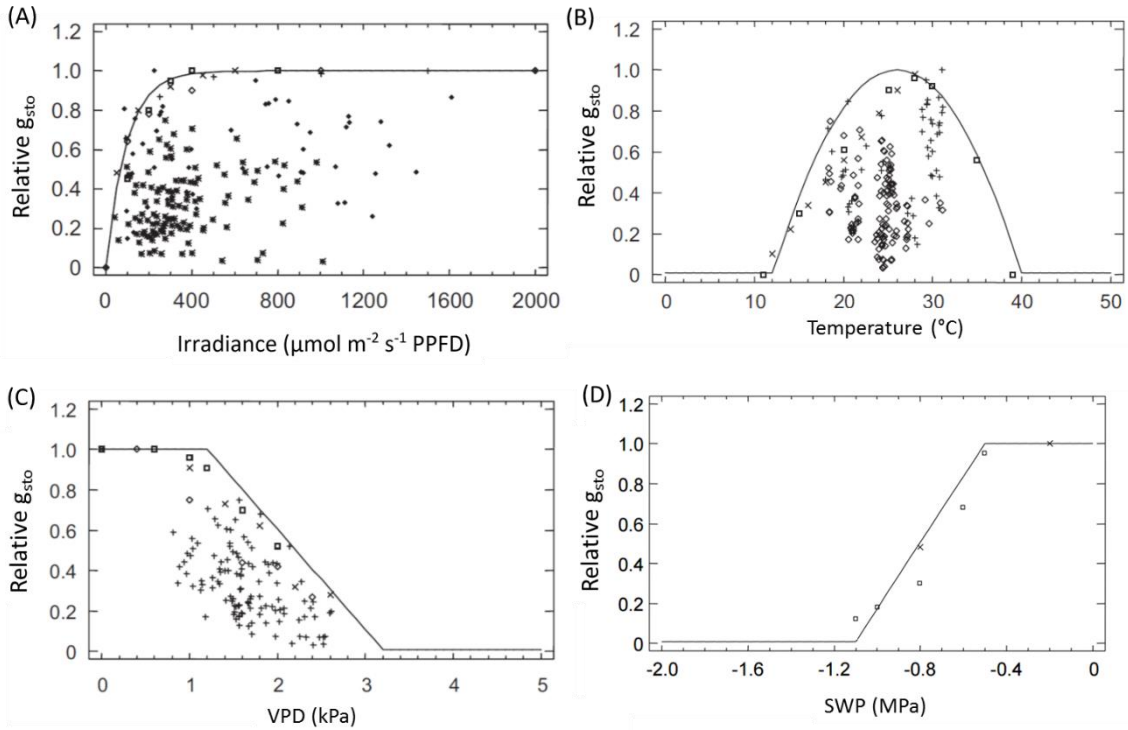 (A)
1.2
1.0
0.8
0.6
0.4
0.2
0
Relative gsto
0 400 800 1200 1600 2000
Irradiance (µmol m⁻² s⁻¹ PPFD)
(B)
1.2
1.0
0.8
0.6
0.4
0.2
0
Relative gsto
0 10 20 30 40 50
Temperature (°C)
(C)
1.2
1.0
0.8
0.6
0.4
0.2
0
Relative gsto
0 1 2 3 4 5
VPD (kPa)
(D)
1.2
1.0
0.8
0.6
0.4
0.2
0
Relative gsto
-2.0 -1.6 -1.2 -0.8 -0.4 0
SWP (MPa)